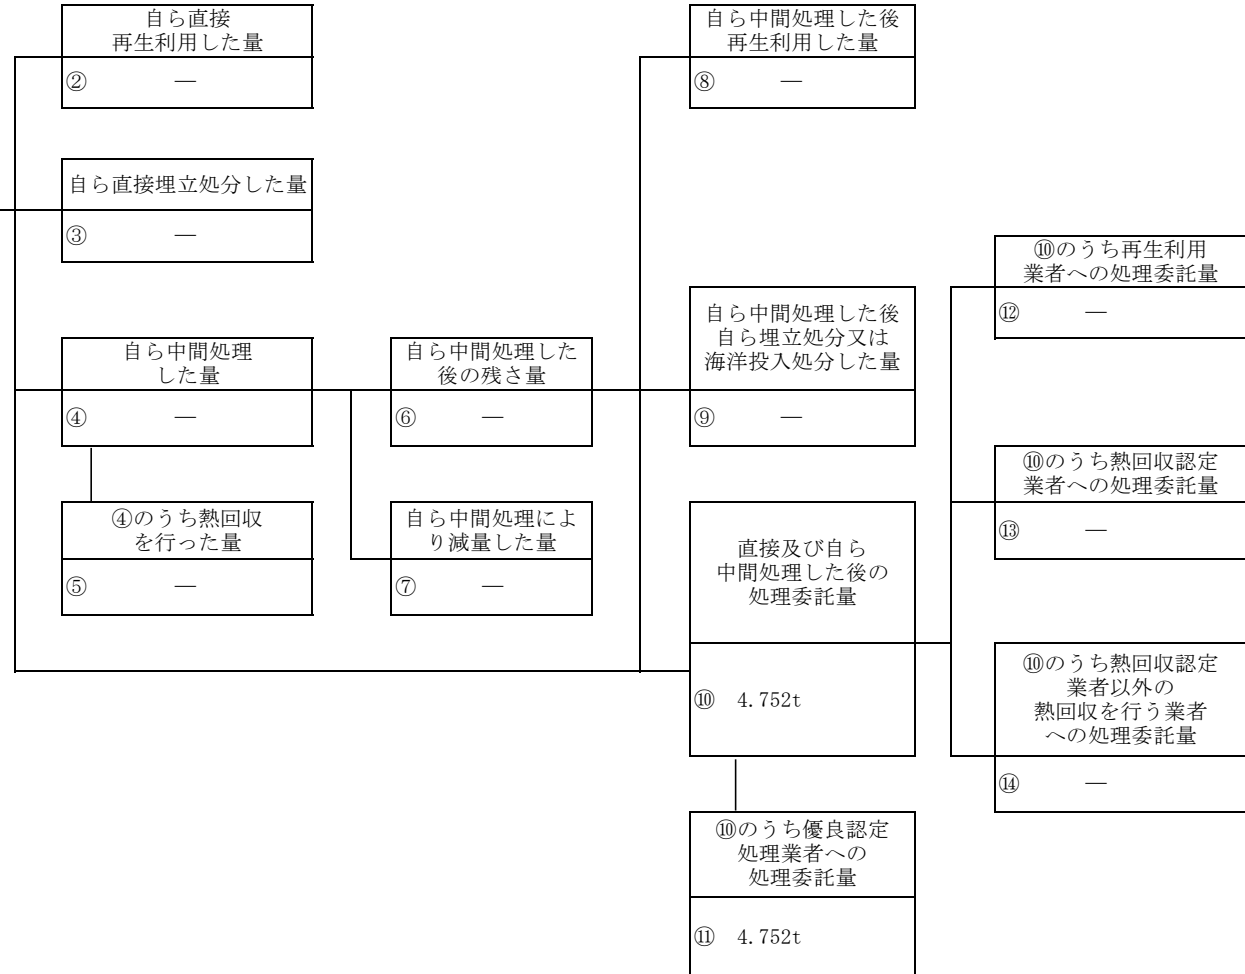 自ら直接
再生利用した量
② ―
自ら直接埋立処分した量
③ ―
自ら中間処理
した量
④ ―
④のうち熱回収
を行った量
⑤ ―
自ら中間処理した
後の残さ量
⑥ ―
自ら中間処理によ
り減量した量
⑦ ―
自ら中間処理した後
再生利用した量
⑧ ―
自ら中間処理した後
自ら埋立処分又は
海洋投入処分した量
⑨ ―
直接及び自ら
中間処理した後の
処理委託量
⑩ 4.752t
⑩のうち優良認定
処理業者への
処理委託量
⑪ 4.752t
⑩のうち再生利用
業者への処理委託量
⑫ ―
⑩のうち熱回収認定
業者への処理委託量
⑬ ―
⑩のうち熱回収認定
業者以外の
熱回収を行う業者
への処理委託量
⑭ ―